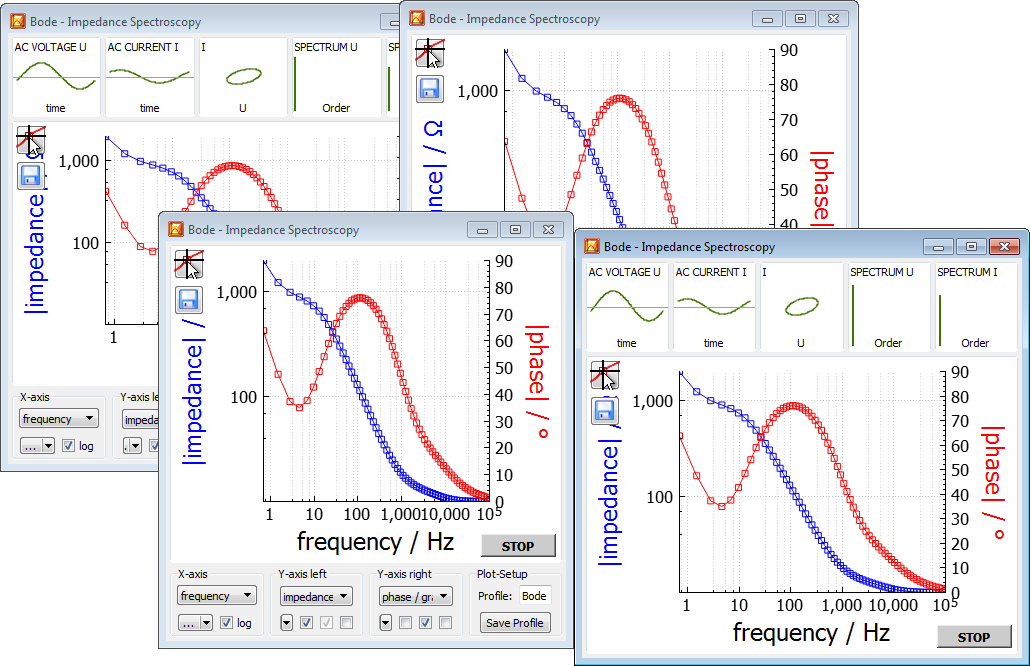 Bode - Impedance Spectroscopy
AC VOLTAGE U
AC CURRENT I
I
SPECTRUM U
SP
time
time
U
Order
1,000
100
|impedance|
1
X-axis
frequency
...
log
Y-axis le
impeda
Bode - Impedance Spectroscopy
1,000
ance| / Ω
90
80
70
60
50
40
|phase|
Bode - Impedance Spectroscopy
1,000
100
|impedance| /
90
80
70
60
50
40
30
20
10
0
|phase| / °
1
10
100
1,000
10,000
10⁵
frequency / Hz
STOP
X-axis
frequency
...
log
Y-axis left
impedance
Y-axis right
phase / gr
Plot-Setup
Profile:
Bode
Save Profile
Bode - Impedance Spectroscopy
AC VOLTAGE U
AC CURRENT I
I
SPECTRUM U
SPECTRUM I
time
time
U
Order
Order
1,000
100
|impedance| /
90
80
70
60
50
40
30
20
10
0
|phase| / °
1
10
100
1,000
10,000
10⁵
frequency / Hz
STOP